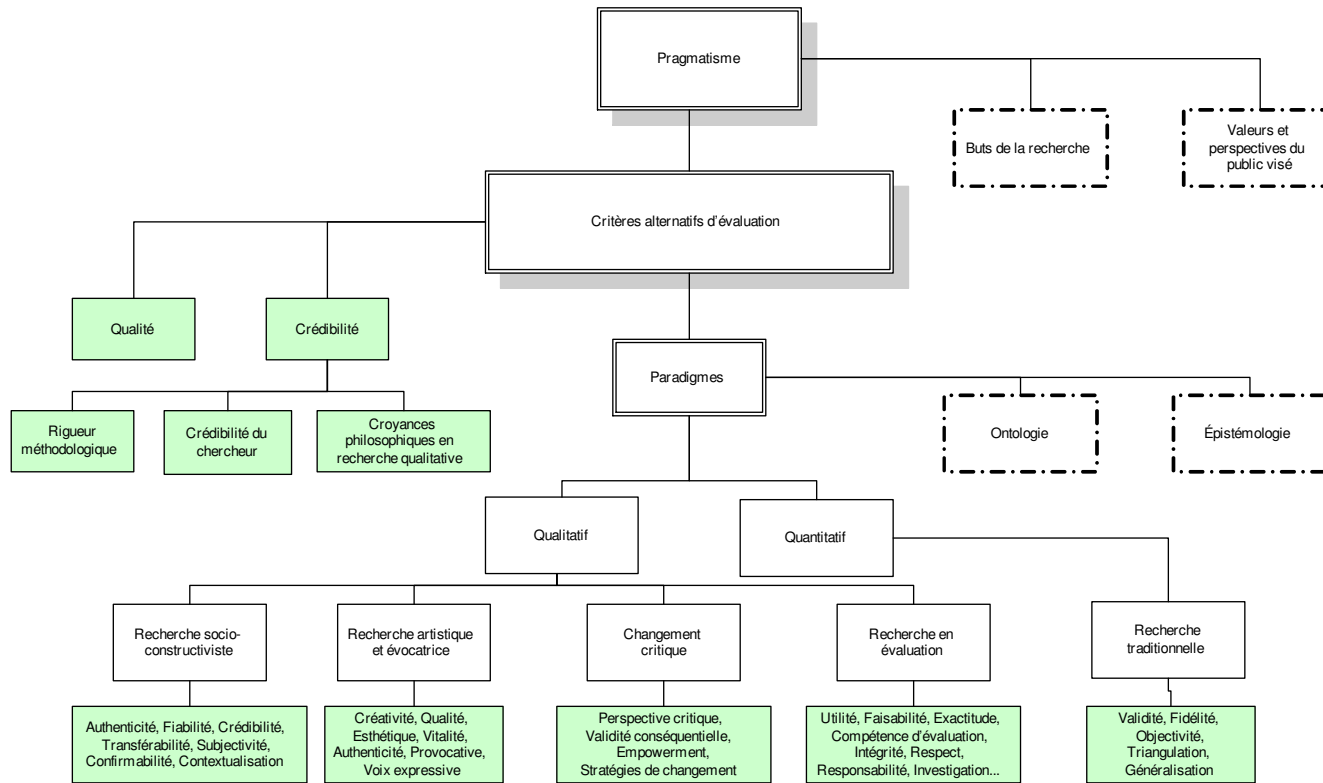 Pragmatisme
Buts de la recherche
Valeurs et
perspectives du
public visé
Critères alternatifs d'évaluation
Qualité
Crédibilité
Paradigmes
Rigueur
méthodologique
Crédibilité du
chercheur
Croyances
philosophiques en
recherche qualitative
Ontologie
Épistémologie
Qualitatif
Quantitatif
Recherche socio-
constructiviste
Recherche artistique
et évocatrice
Changement
critique
Recherche en
évaluation
Recherche
traditionnelle
Authenticité, Fiabilité, Crédibilité,
Transférabilité, Subjectivité,
Confirmabilité, Contextualisation
Créativité, Qualité,
Esthétique, Vitalité,
Authenticité, Provocative,
Voix expressive
Perspective critique,
Validité conséquentielle,
Empowerment,
Stratégies de changement
Utilité, Faisabilité, Exactitude,
Compétence d'évaluation,
Intégrité, Respect,
Responsabilité, Investigation...
Validité, Fidélité,
Objectivité,
Triangulation,
Généralisation